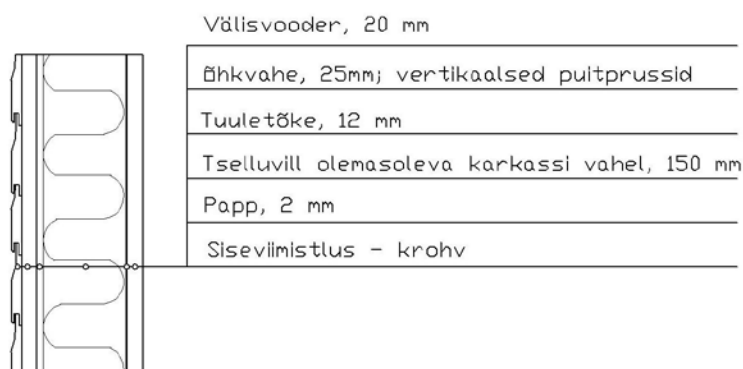 Välisvooder, 20 mm
Õhkvahe, 25mm; vertikaalsed puitprussid
Tuuletõke, 12 mm
Tselluvill olemasoleva karkassi vahel, 150 mm
Papp, 2 mm
Siseviimistlus - krohv